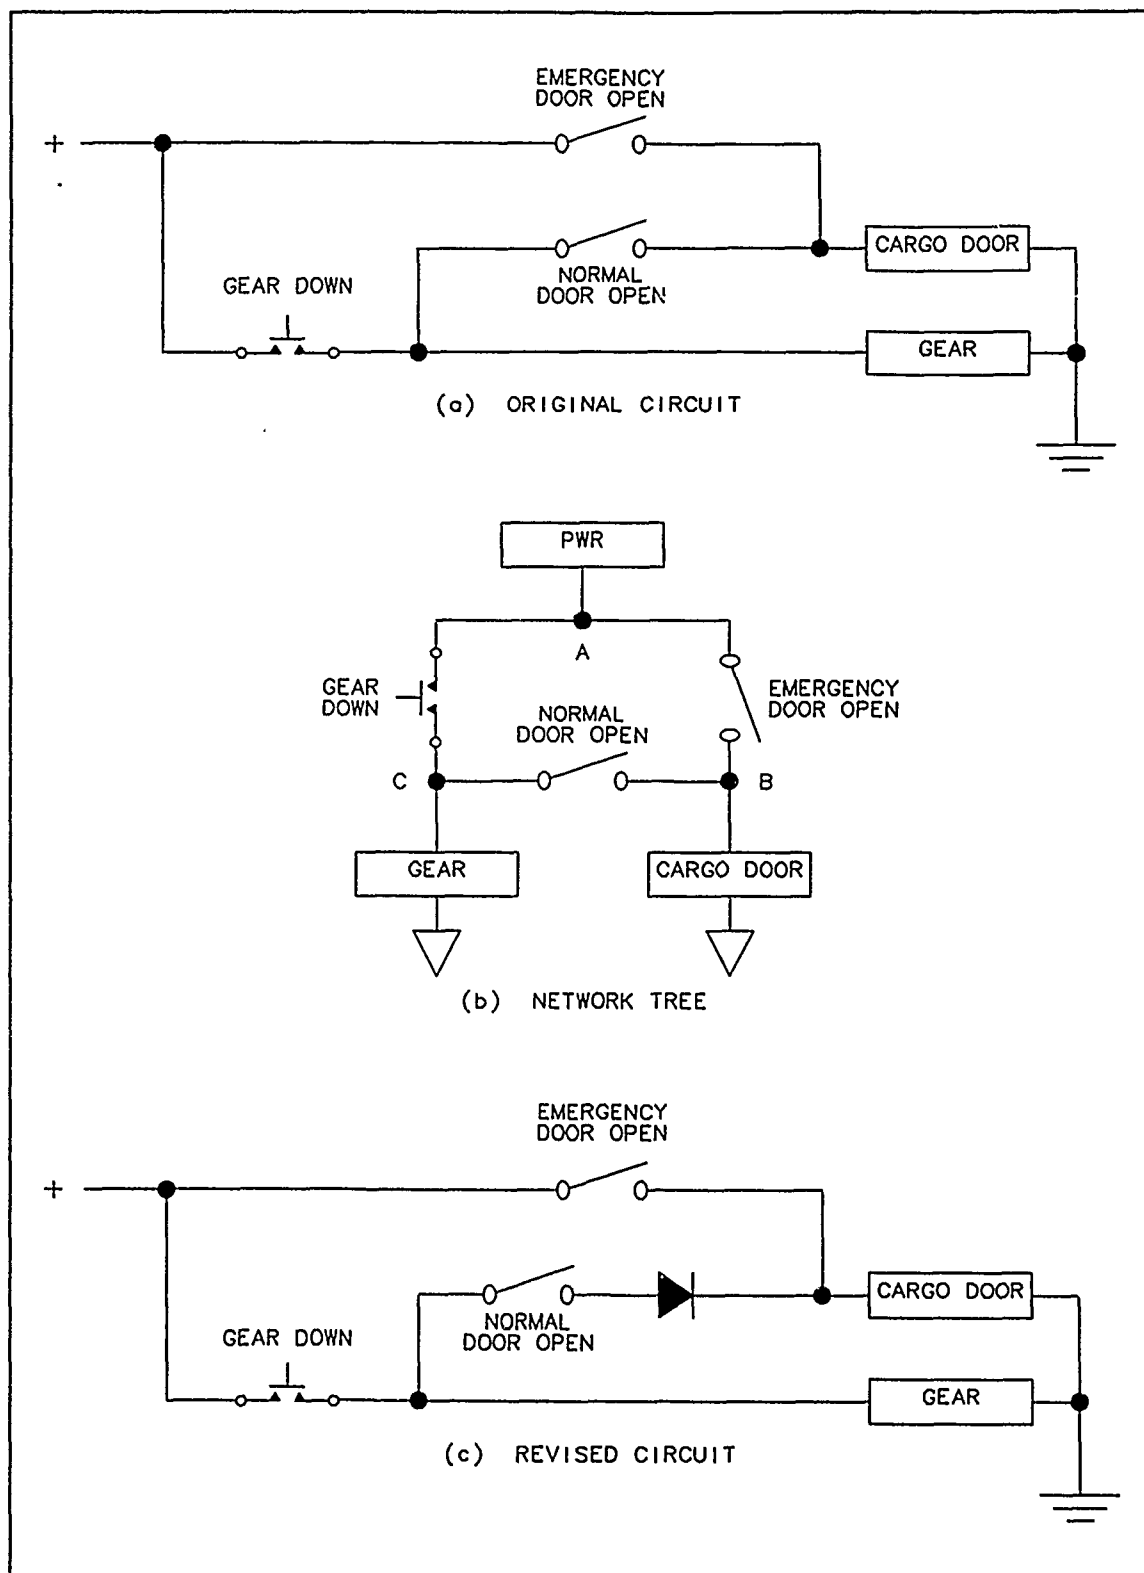 EMERGENCY
DOOR OPEN
+
CARGO DOOR
NORMAL
DOOR OPEN
GEAR DOWN
GEAR
(a) ORIGINAL CIRCUIT
PWR
A
GEAR
DOWN
EMERGENCY
DOOR OPEN
NORMAL
DOOR OPEN
C
B
GEAR
CARGO DOOR
(b) NETWORK TREE
EMERGENCY
DOOR OPEN
+
CARGO DOOR
NORMAL
DOOR OPEN
GEAR DOWN
GEAR
(c) REVISED CIRCUIT